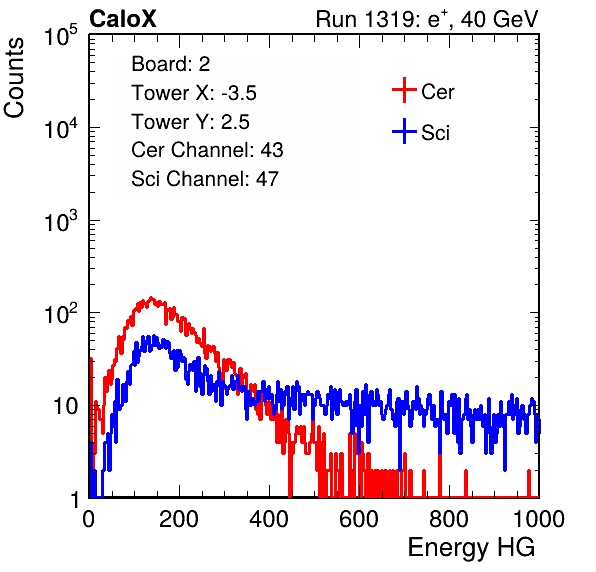 CaloX Run 1319: e⁺, 40 GeV
Counts
Board: 2
Tower X: -3.5
Tower Y: 2.5
Cer Channel: 43
Sci Channel: 47
Cer
Sci
10⁵
10⁴
10³
10²
10
1
0 200 400 600 800 1000
Energy HG